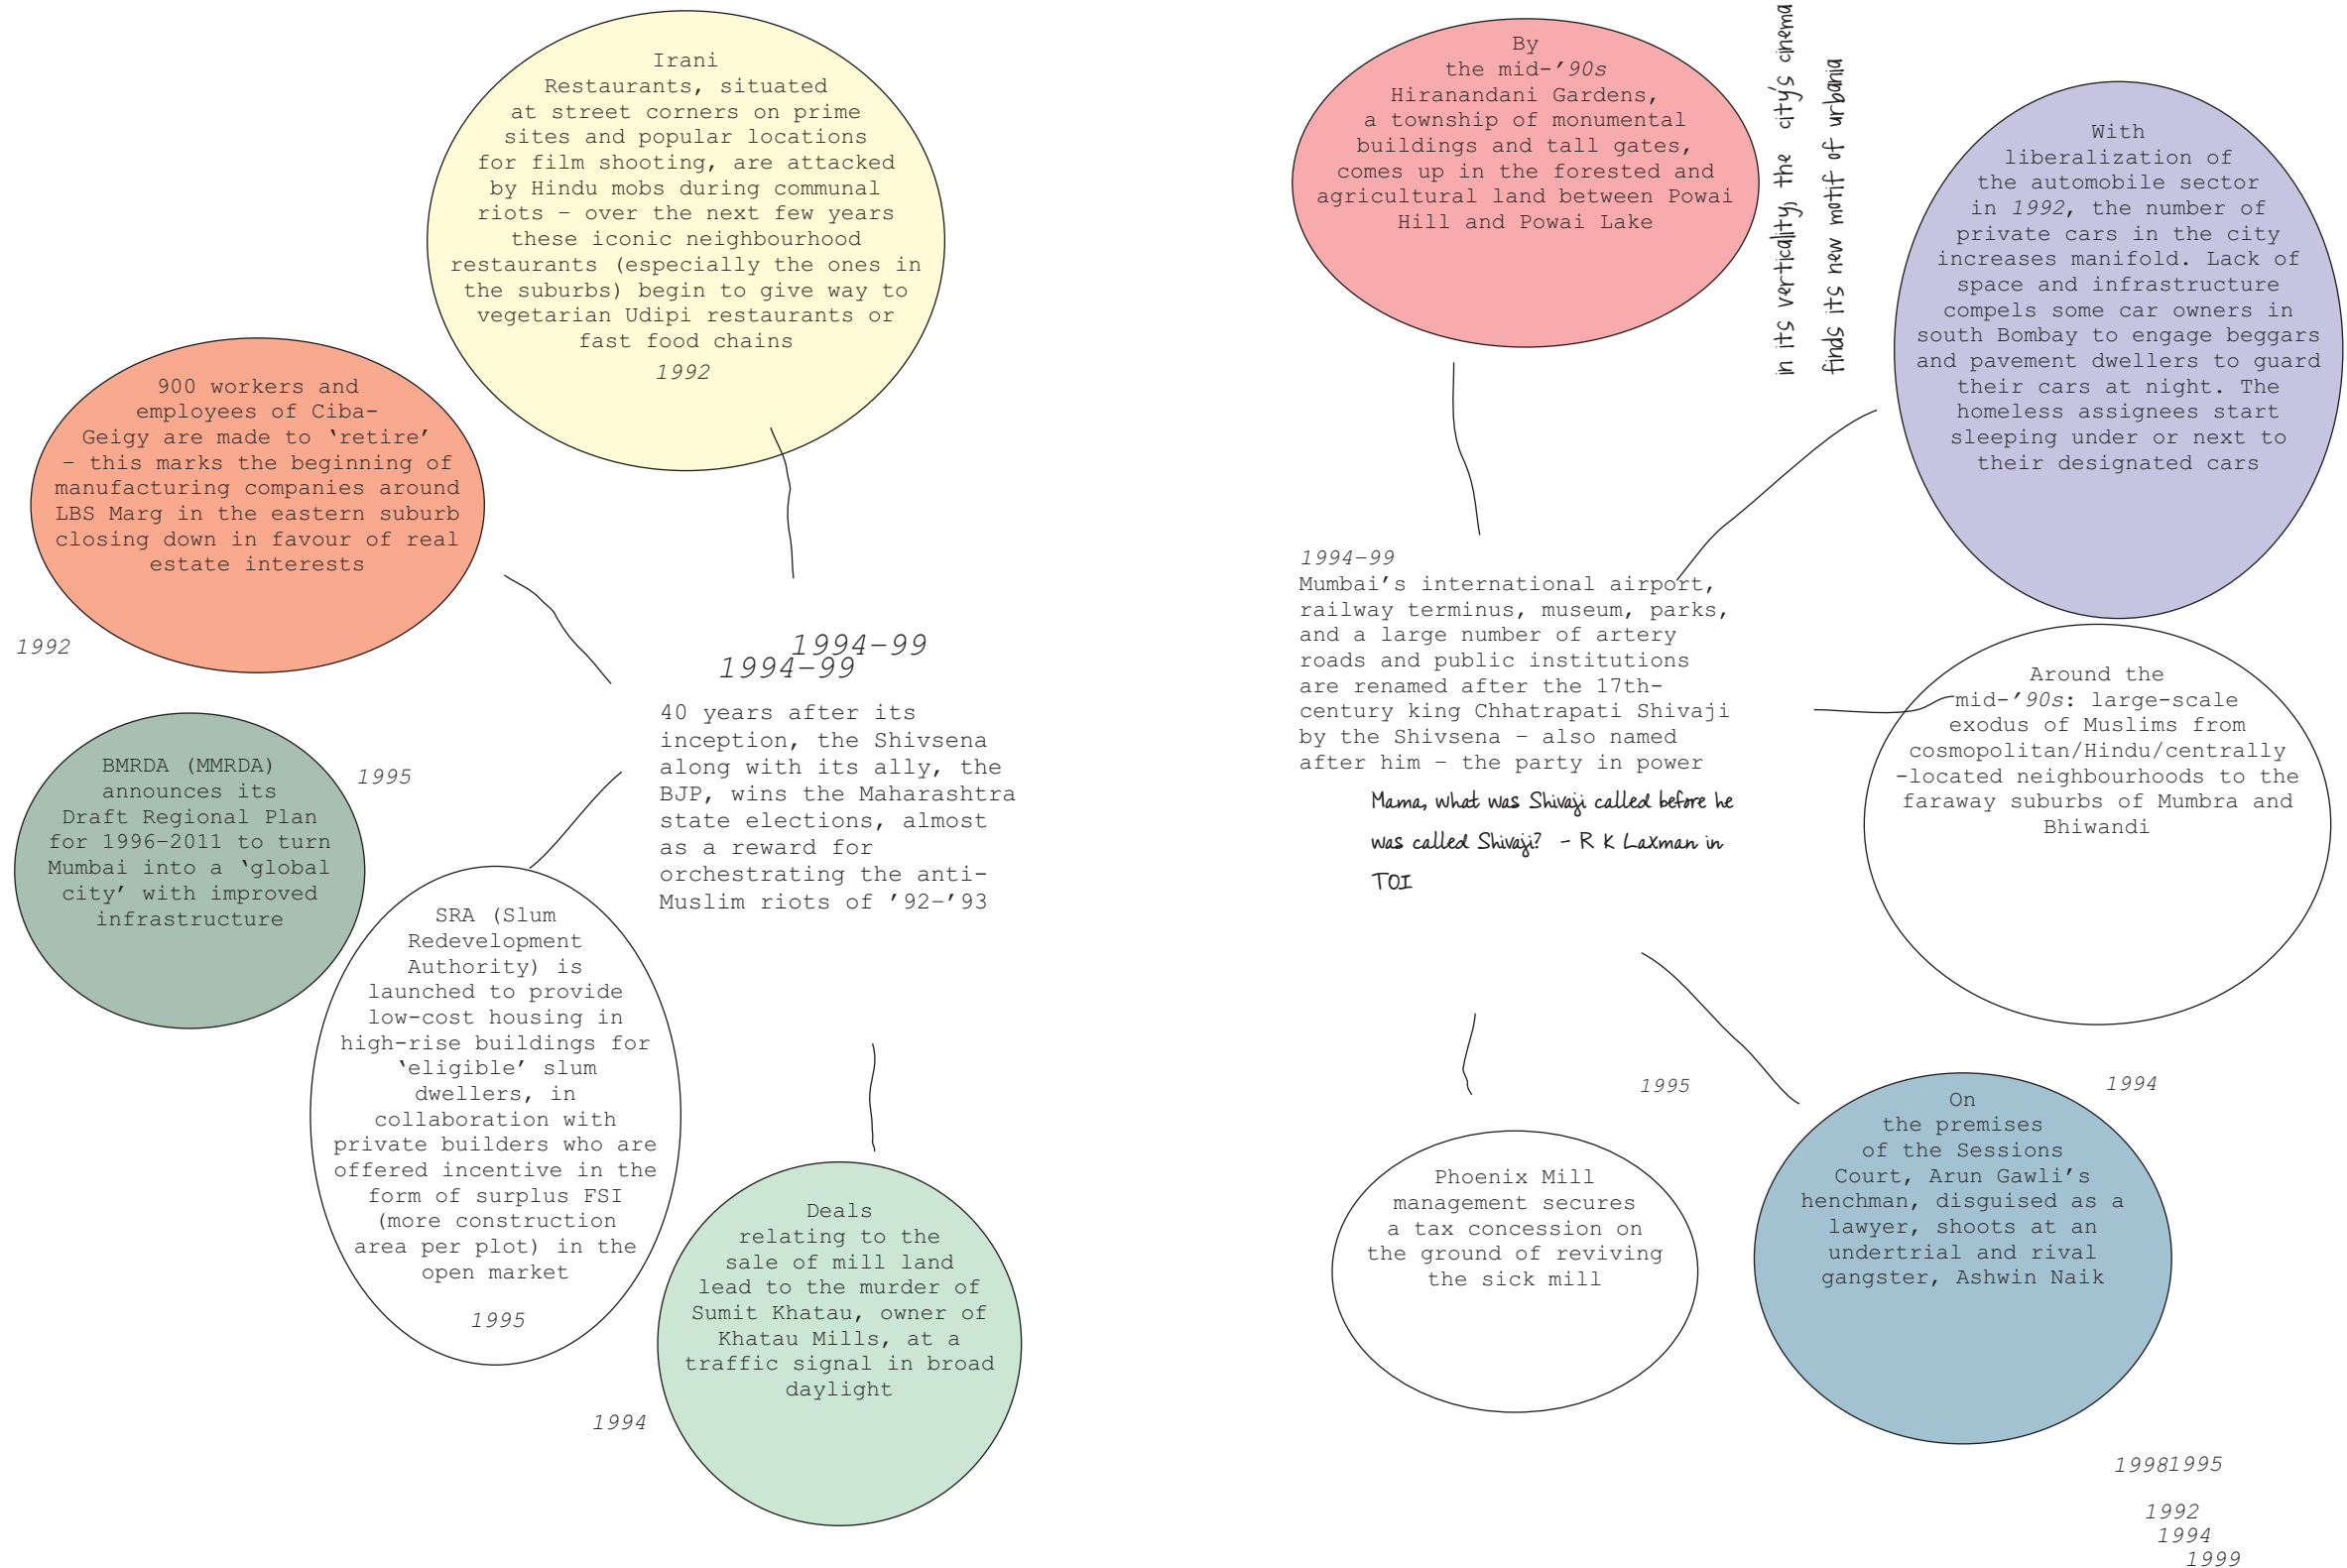 Irani
Restaurants, situated
at street corners on prime
sites and popular locations
for film shooting, are attacked
by Hindu mobs during communal
riots – over the next few years
these iconic neighbourhood
restaurants (especially the ones in
the suburbs) begin to give way to
vegetarian Udipi restaurants or
fast food chains
1992
900 workers and
employees of Ciba-
Geigy are made to ‘retire’
– this marks the beginning of
manufacturing companies around
LBS Marg in the eastern suburb
closing down in favour of real
estate interests
1992
1994–99
1994–99
40 years after its
inception, the Shivsena
along with its ally, the
BJP, wins the Maharashtra
state elections, almost
as a reward for
orchestrating the anti-
Muslim riots of ’92–’93
BMRDA (MMRDA)
announces its
Draft Regional Plan
for 1996–2011 to turn
Mumbai into a ‘global
city’ with improved
infrastructure
1995
SRA (Slum
Redevelopment
Authority) is
launched to provide
low-cost housing in
high-rise buildings for
‘eligible’ slum
dwellers, in
collaboration with
private builders who are
offered incentive in the
form of surplus FSI
(more construction
area per plot) in the
open market
1995
Deals
relating to the
sale of mill land
lead to the murder of
Sumit Khatau, owner of
Khatau Mills, at a
traffic signal in broad
daylight
1994
By
the mid-’90s
Hiranandani Gardens,
a township of monumental
buildings and tall gates,
comes up in the forested and
agricultural land between Powai
Hill and Powai Lake
in its verticality the city's cinema
finds its new motif of urbania
With
liberalization of
the automobile sector
in 1992, the number of
private cars in the city
increases manifold. Lack of
space and infrastructure
compels some car owners in
south Bombay to engage beggars
and pavement dwellers to guard
their cars at night. The
homeless assignees start
sleeping under or next to
their designated cars
1994–99
Mumbai’s international airport,
railway terminus, museum, parks,
and a large number of artery
roads and public institutions
are renamed after the 17th-
century king Chhatrapati Shivaji
by the Shivsena – also named
after him – the party in power
Mama, what was Shivaji called before he
was called Shivaji? - R K Laxman in
TOI
Around the
mid-’90s: large-scale
exodus of Muslims from
cosmopolitan/Hindu/centrally
-located neighbourhoods to the
faraway suburbs of Mumbra and
Bhiwandi
1995
Phoenix Mill
management secures
a tax concession on
the ground of reviving
the sick mill
1994
On
the premises
of the Sessions
Court, Arun Gawli’s
henchman, disguised as a
lawyer, shoots at an
undertrial and rival
gangster, Ashwin Naik
19981995
1992
1994
1999